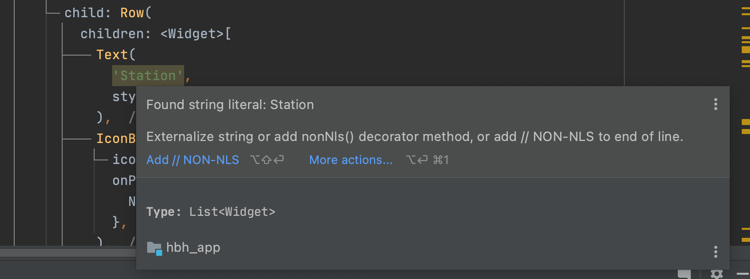 child: Row(
children: <Widget>[
Text(
'Station',
sty
), /
IconB
ico
onP
N
},
) /
Found string literal: Station
Externalize string or add nonNls() decorator method, or add // NON-NLS to end of line.
Add // NON-NLS ⌥⇧⏎ More actions... ⌥⏎ ⌘1
Type: List<Widget>
hbh_app